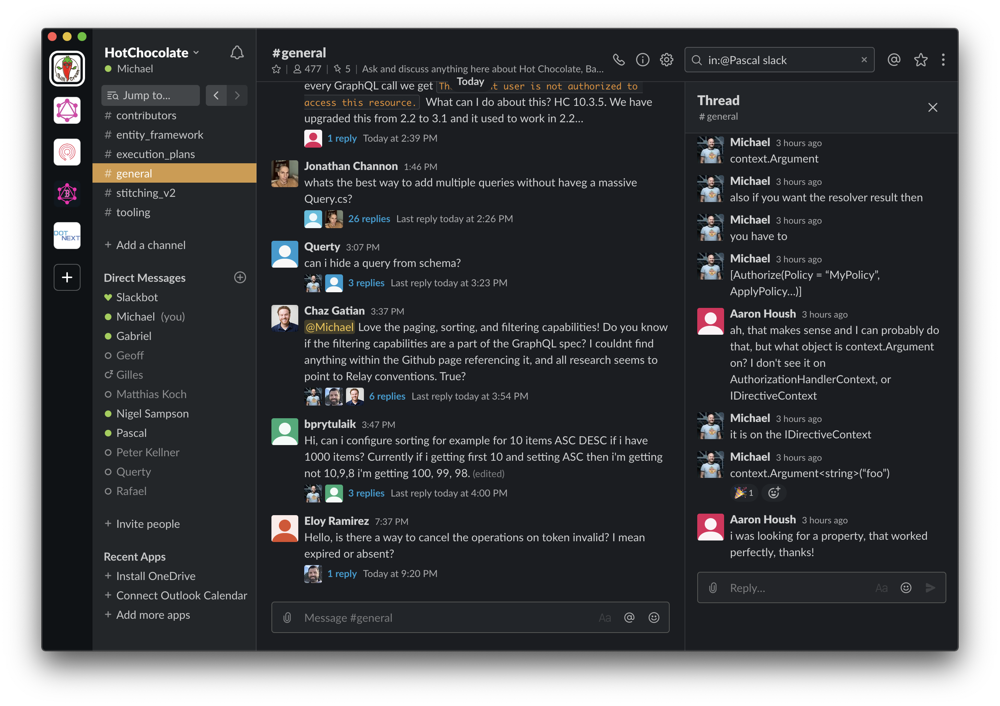 HotChocolate
Michael
Jump to...
# contributors
# entity_framework
# execution_plans
# general
# stitching_v2
# tooling
+ Add a channel
Direct Messages
Slackbot
Michael (you)
Gabriel
Geoff
Gilles
Matthias Koch
Nigel Sampson
Pascal
Peter Kellner
Querty
Rafael
+ Invite people
Recent Apps
+ Install OneDrive
+ Connect Outlook Calendar
+ Add more apps
Chilli Cream
B
DOT
NEXT
#general
477 | 5 | Ask and discuss anything here about Hot Chocolate, Ba...
in:@Pascal slack
Today
every GraphQL call we get Th t user is not authorized to
access this resource. What can I do about this? HC 10.3.5. We have
upgraded this from 2.2 to 3.1 and it used to work in 2.2...
1 reply Today at 2:39 PM
Jonathan Channon 1:46 PM
whats the best way to add multiple queries without haveg a massive
Query.cs?
26 replies Last reply today at 2:26 PM
Querty 3:07 PM
can i hide a query from schema?
3 replies Last reply today at 3:23 PM
Chaz Gatian 3:37 PM
@Michael Love the paging, sorting, and filtering capabilities! Do you know
if the filtering capabilities are a part of the GraphQL spec? I couldnt find
anything within the Github page referencing it, and all research seems to
point to Relay conventions. True?
6 replies Last reply today at 3:54 PM
bprytulaik 3:47 PM
Hi, can i configure sorting for example for 10 items ASC DESC if i have
1000 items? Currently if i getting first 10 and setting ASC then i'm getting
not 10,9,8 i'm getting 100, 99, 98. (edited)
3 replies Last reply today at 4:00 PM
Eloy Ramirez 7:37 PM
Hello, is there a way to cancel the operations on token invalid? I mean
expired or absent?
1 reply Today at 9:20 PM
Message #general
Aa
Thread
# general
Michael 3 hours ago
context.Argument
Michael 3 hours ago
also if you want the resolver result then
Michael 3 hours ago
you have to
Michael 3 hours ago
[Authorize(Policy = “MyPolicy”,
ApplyPolicy...)]
Aaron Housh 3 hours ago
ah, that makes sense and I can probably do
that, but what object is context.Argument
on? I don't see it on
AuthorizationHandlerContext, or
IDirectiveContext
Michael 3 hours ago
it is on the IDirectiveContext
Michael 3 hours ago
context.Argument<string>(“foo”)
1
Aaron Housh 3 hours ago
i was looking for a property, that worked
perfectly, thanks!
Reply...
Aa